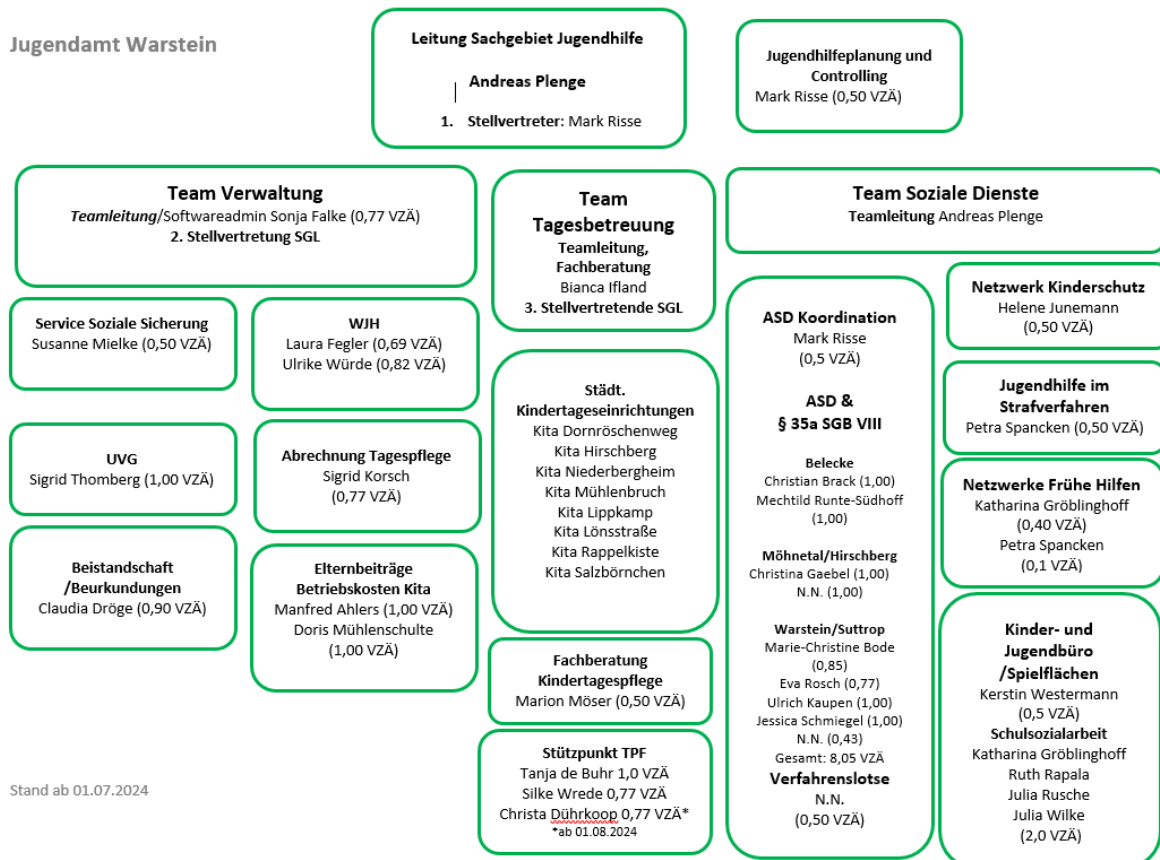 Jugendamt Warstein
Leitung Sachgebiet Jugendhilfe
Andreas Plenge
1. Stellvertreter: Mark Risse
Jugendhilfeplanung und
Controlling
Mark Risse (0,50 VZÄ)
Team Verwaltung
Teamleitung/Softwareadmin Sonja Falke (0,77 VZÄ)
2. Stellvertretung SGL
Service Soziale Sicherung
Susanne Mielke (0,50 VZÄ)
WJH
Laura Fegler (0,69 VZÄ)
Ulrike Würde (0,82 VZÄ)
UVG
Sigrid Thomberg (1,00 VZÄ)
Abrechnung Tagespflege
Sigrid Korsch
(0,77 VZÄ)
Beistandschaft
/Beurkundungen
Claudia Dröge (0,90 VZÄ)
Elternbeiträge
Betriebskosten Kita
Manfred Ahlers (1,00 VZÄ)
Doris Mühlenschulte
(1,00 VZÄ)
Team
Tagesbetreuung
Teamleitung,
Fachberatung
Bianca Ifland
3. Stellvertretende SGL
Städt.
Kindertageseinrichtungen
Kita Dornröschenweg
Kita Hirschberg
Kita Niederbergheim
Kita Mühlenbruch
Kita Lippkamp
Kita Lönsstraße
Kita Rappelkiste
Kita Salzbörnchen
Fachberatung
Kindertagespflege
Marion Möser (0,50 VZÄ)
Stützpunkt TPF
Tanja de Buhr 1,0 VZÄ
Silke Wrede 0,77 VZÄ
Christa Dührkoop 0,77 VZÄ*
*ab 01.08.2024
Team Soziale Dienste
Teamleitung Andreas Plenge
ASD Koordination
Mark Risse
(0,5 VZÄ)
ASD &
§ 35a SGB VIII
Belecke
Christian Brack (1,00)
Mechtild Runte-Südhoff
(1,00)
Möhnetal/Hirschberg
Christina Gaebel (1,00)
N.N. (1,00)
Warstein/Suttrop
Marie-Christine Bode
(0,85)
Eva Rosch (0,77)
Ulrich Kaupen (1,00)
Jessica Schmiegel (1,00)
N.N. (0,43)
Gesamt: 8,05 VZÄ
Verfahrenslotse
N.N.
(0,50 VZÄ)
Netzwerk Kinderschutz
Helene Junemann
(0,50 VZÄ)
Jugendhilfe im
Strafverfahren
Petra Spancken (0,50 VZÄ)
Netzwerke Frühe Hilfen
Katharina Gröblinghoff
(0,40 VZÄ)
Petra Spancken
(0,1 VZÄ)
Kinder- und
Jugendbüro
/Spielflächen
Kerstin Westermann
(0,5 VZÄ)
Schulsozialarbeit
Katharina Gröblinghoff
Ruth Rapala
Julia Rusche
Julia Wilke
(2,0 VZÄ)
Stand ab 01.07.2024